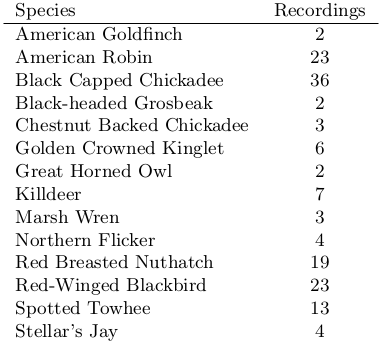 Species Recordings
American Goldfinch 2
American Robin 23
Black Capped Chickadee 36
Black-headed Grosbeak 2
Chestnut Backed Chickadee 3
Golden Crowned Kinglet 6
Great Horned Owl 2
Killdeer 7
Marsh Wren 3
Northern Flicker 4
Red Breasted Nuthatch 19
Red-Winged Blackbird 23
Spotted Towhee 13
Stellar's Jay 4